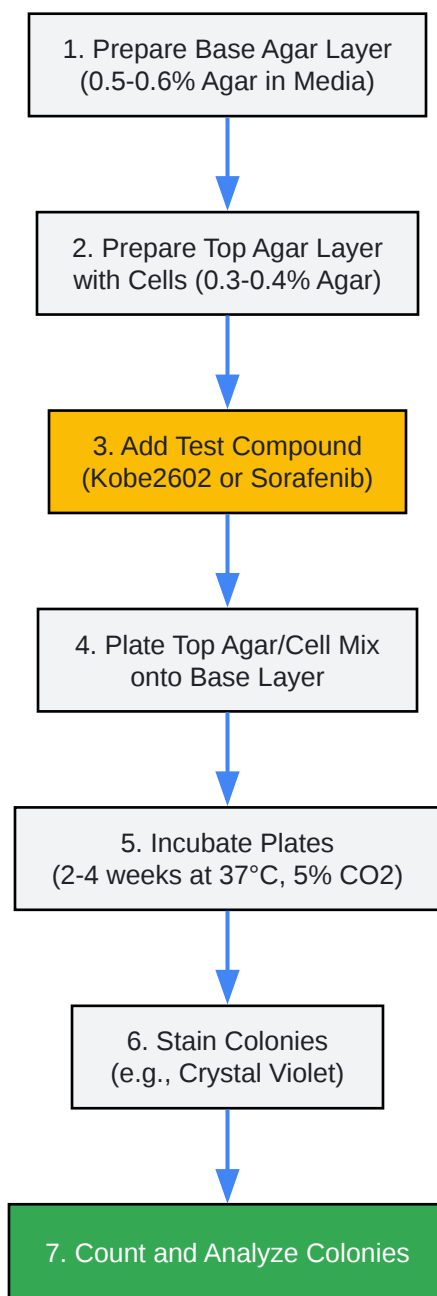 1. Prepare Base Agar Layer
(0.5-0.6% Agar in Media)
2. Prepare Top Agar Layer
with Cells (0.3-0.4% Agar)
3. Add Test Compound
(Kobe2602 or Sorafenib)
4. Plate Top Agar/Cell Mix
onto Base Layer
5. Incubate Plates
(2-4 weeks at 37°C, 5% CO2)
6. Stain Colonies
(e.g., Crystal Violet)
7. Count and Analyze Colonies